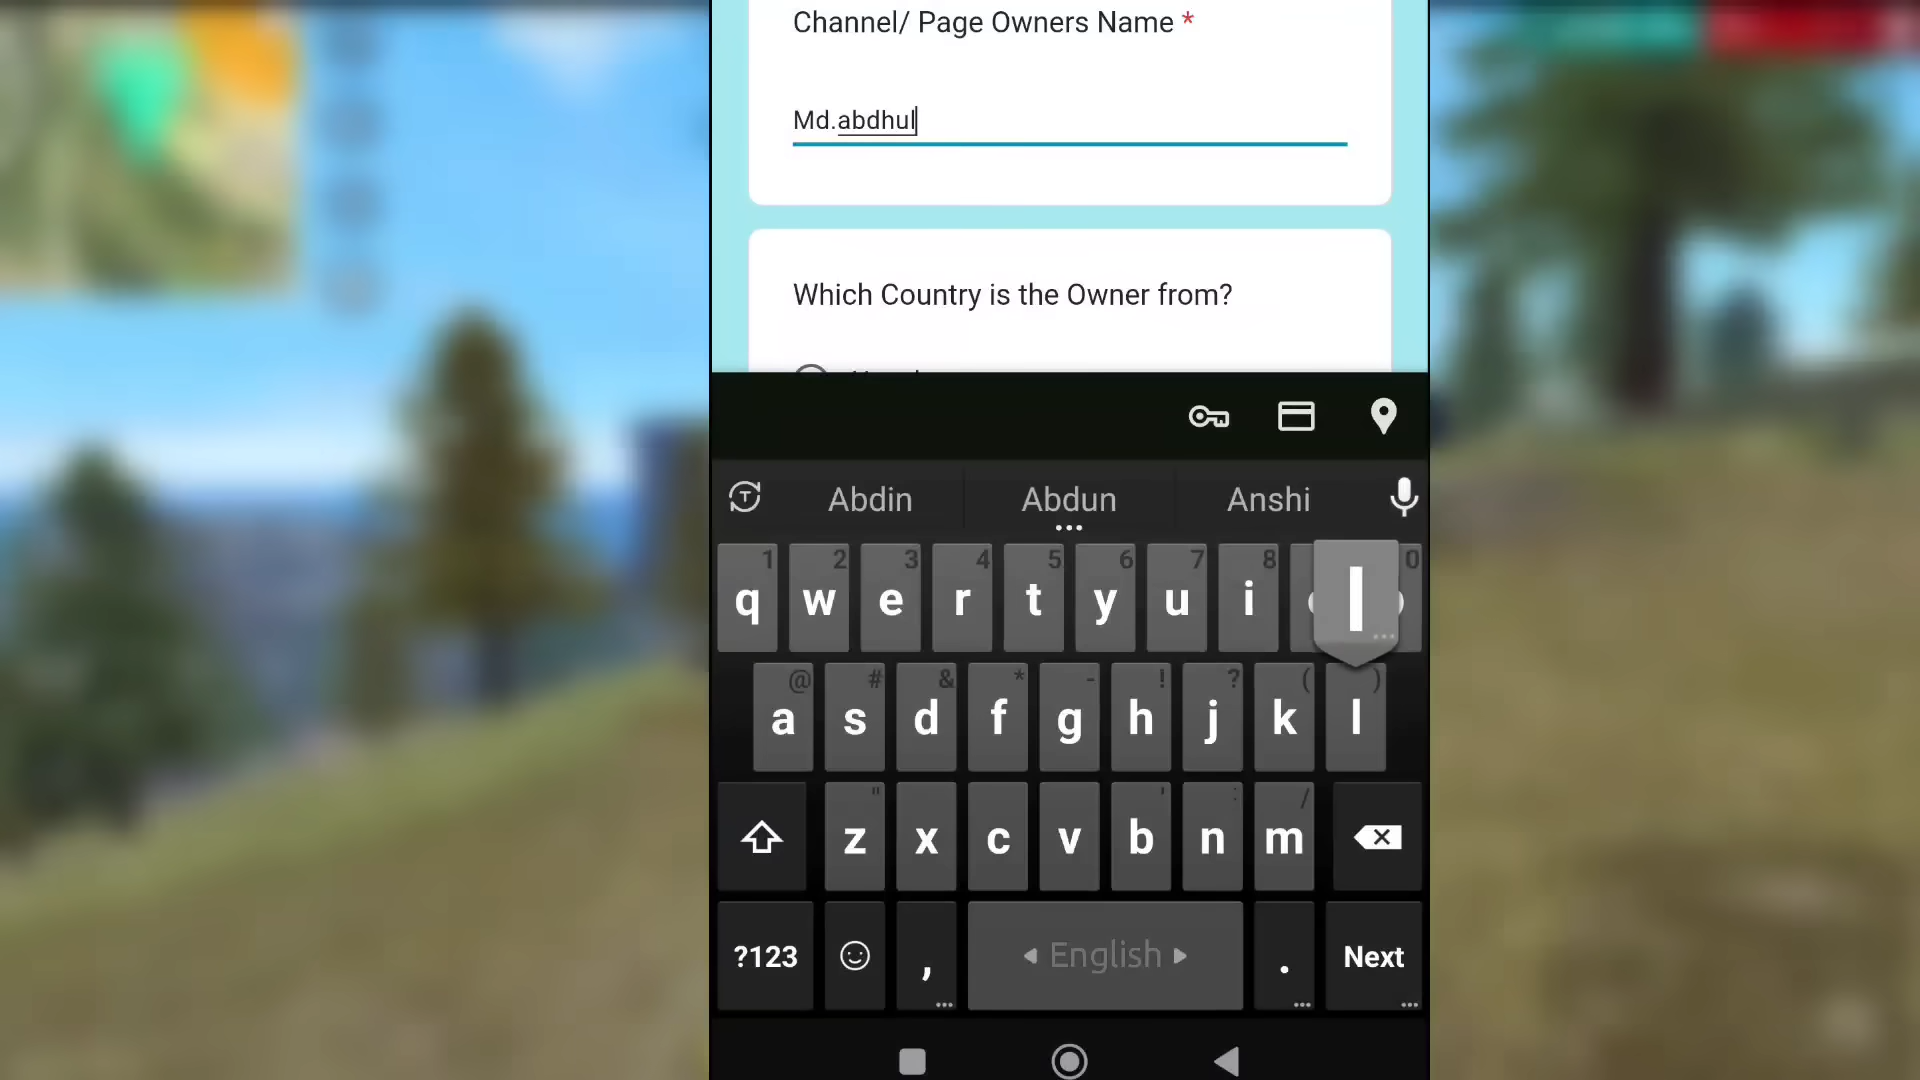 Channel/ Page Owners Name *
Md.abdhul
Which Country is the Owner from?
Abdin Abdun Anshi
1 2 3 4 5 6 7 8 0
q w e r t y u i l
@ # & * - ! ? ( )
a s d f g h j k l
" ' : /
z x c v b n m
?123 , English . Next